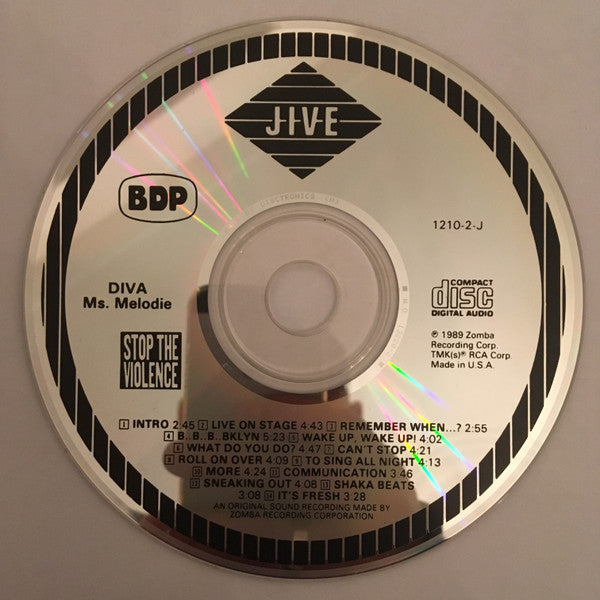 JIVE
DISCTRONICS
BDP
1210-2-J
DIVA
Ms. Melodie
COMPACT
disc
DIGITAL AUDIO
STOP THE
VIOLENCE
℗ 1989 Zomba
Recording Corp.
TMK(s)® RCA Corp.
Made in U.S.A.
1 INTRO 2:45 2 LIVE ON STAGE 4:43 3 REMEMBER WHEN...? 2:55
4 B..B..B..BKLYN 5:23 5 WAKE UP, WAKE UP! 4:02
6 WHAT DO YOU DO? 4:47 7 CAN'T STOP 4:21
8 ROLL ON OVER 4:09 9 TO SING ALL NIGHT 4:13
10 MORE 4:24 11 COMMUNICATION 3:46
12 SNEAKING OUT 4:08 13 SHAKA BEATS
3:08 14 IT'S FRESH 3:28
AN ORIGINAL SOUND RECORDING MADE BY
ZOMBA RECORDING CORPORATION